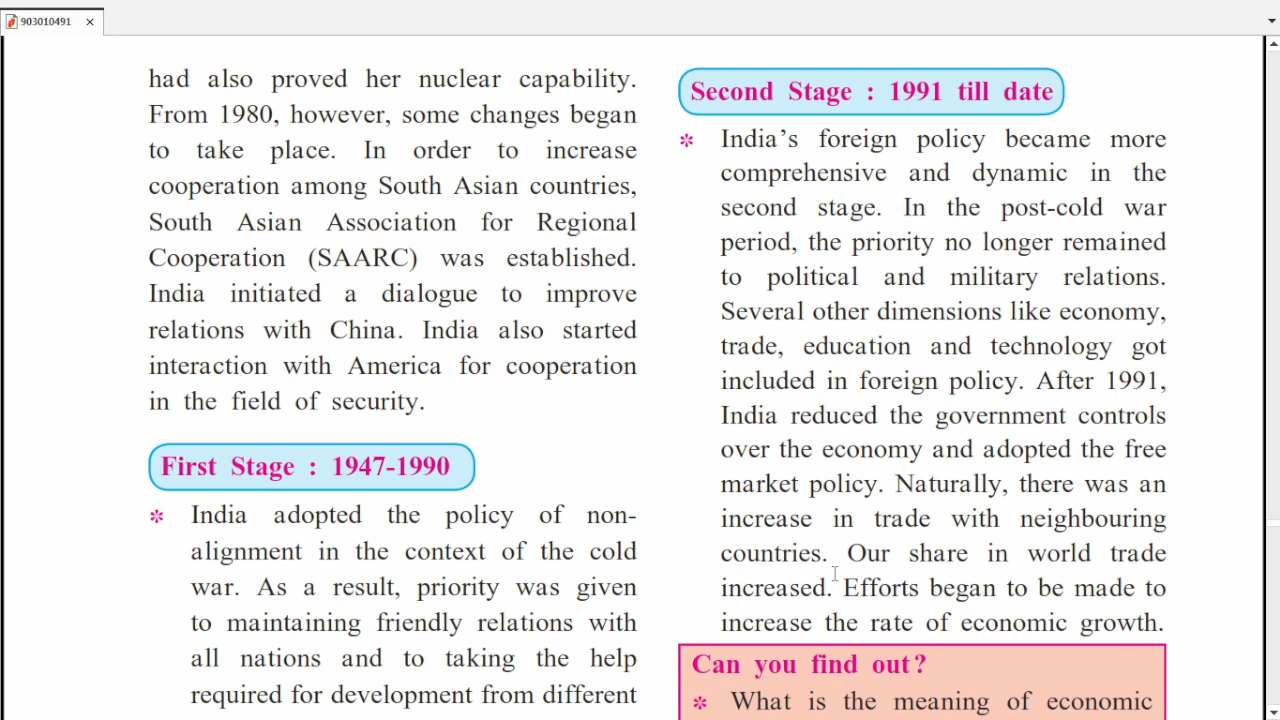 903010491
had also proved her nuclear capability.
From 1980, however, some changes began
to take place. In order to increase
cooperation among South Asian countries,
South Asian Association for Regional
Cooperation (SAARC) was established.
India initiated a dialogue to improve
relations with China. India also started
interaction with America for cooperation
in the field of security.
First Stage : 1947-1990
* India adopted the policy of non-
alignment in the context of the cold
war. As a result, priority was given
to maintaining friendly relations with
all nations and to taking the help
required for development from different
Second Stage : 1991 till date
* India's foreign policy became more
comprehensive and dynamic in the
second stage. In the post-cold war
period, the priority no longer remained
to political and military relations.
Several other dimensions like economy,
trade, education and technology got
included in foreign policy. After 1991,
India reduced the government controls
over the economy and adopted the free
market policy. Naturally, there was an
increase in trade with neighbouring
countries. Our share in world trade
increased. Efforts began to be made to
increase the rate of economic growth.
Can you find out?
* What is the meaning of economic